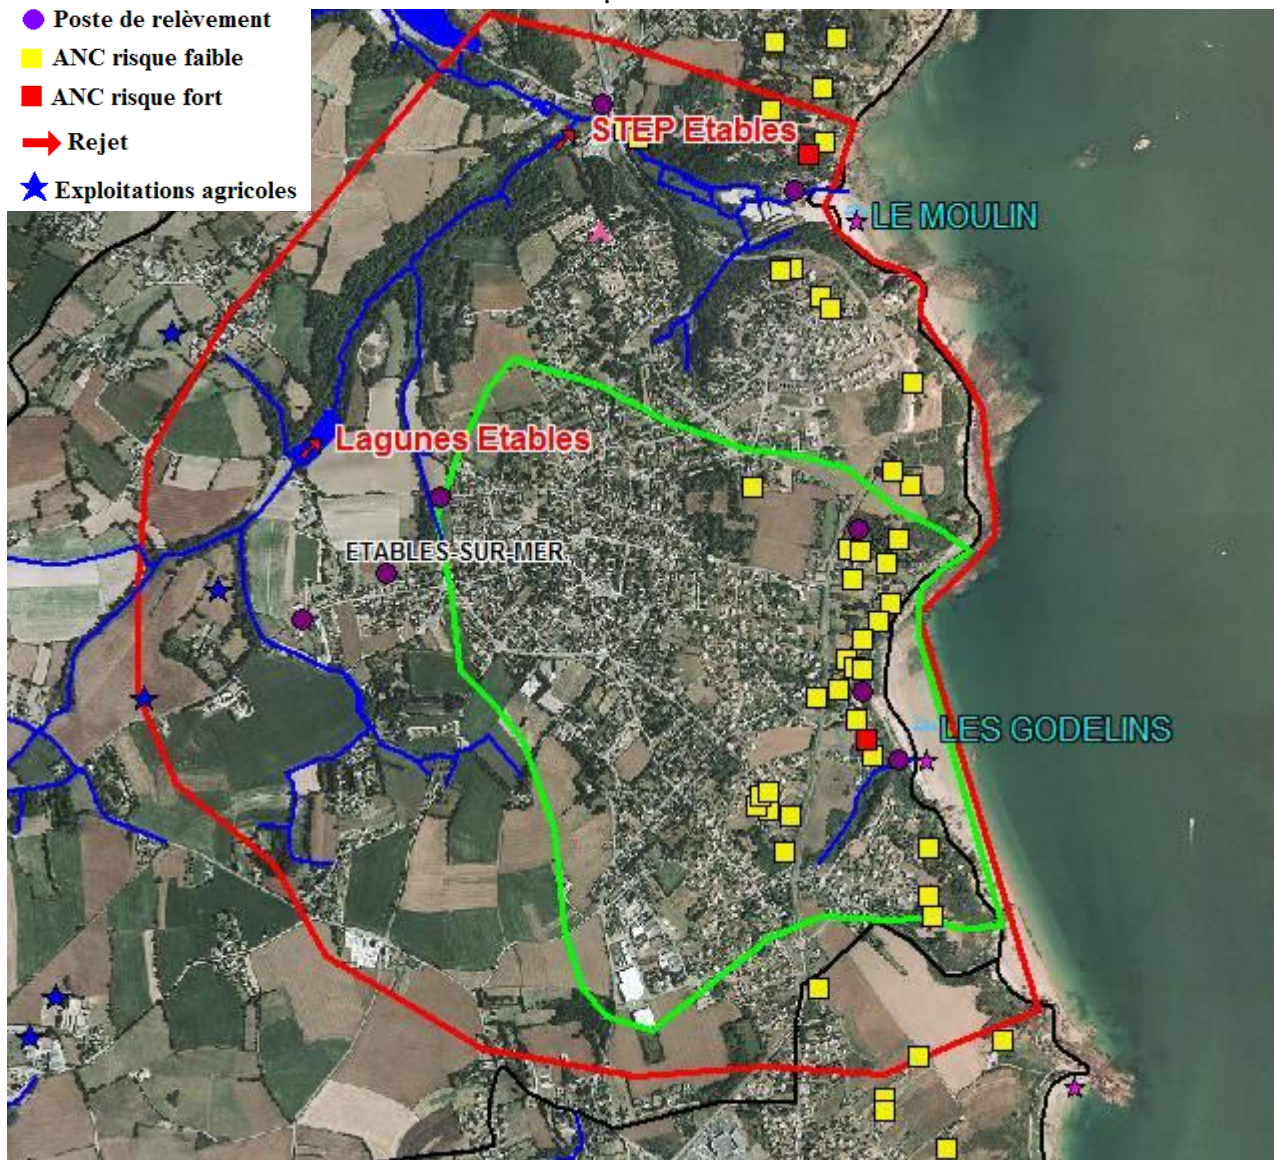 Poste de relèvement
ANC risque faible
ANC risque fort
Rejet
Exploitations agricoles
STEP Etables
LE MOULIN
Lagunes Etables
ETABLES-SUR-MER
LES GODELINS